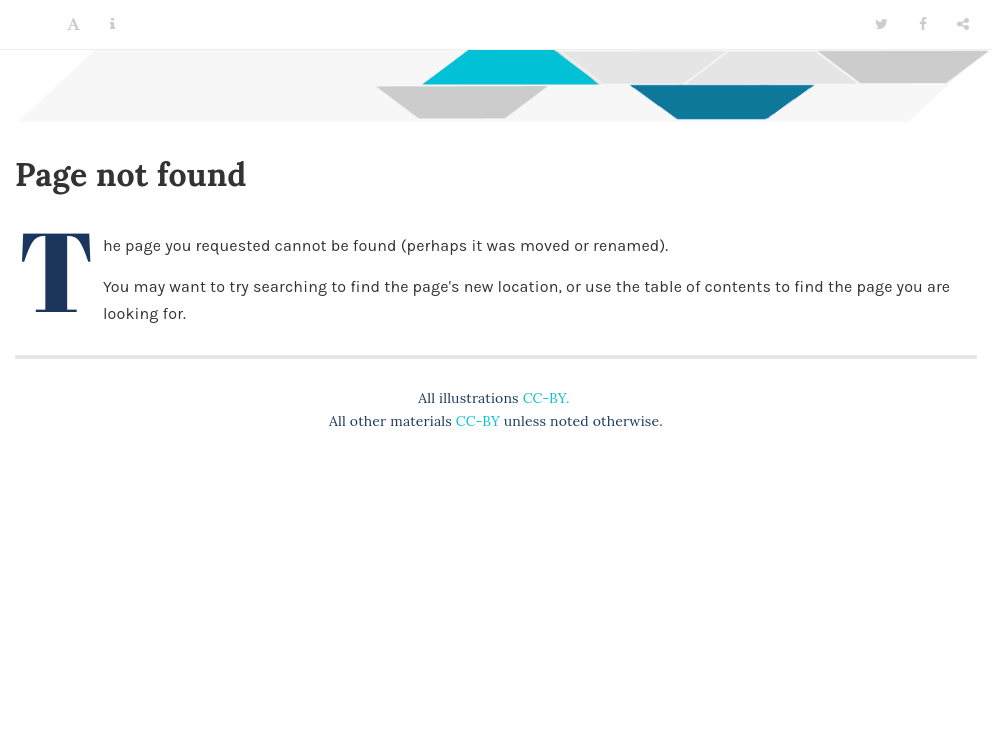 A i
Page not found
The page you requested cannot be found (perhaps it was moved or renamed).
You may want to try searching to find the page's new location, or use the table of contents to find the page you are
looking for.
All illustrations CC-BY.
All other materials CC-BY unless noted otherwise.